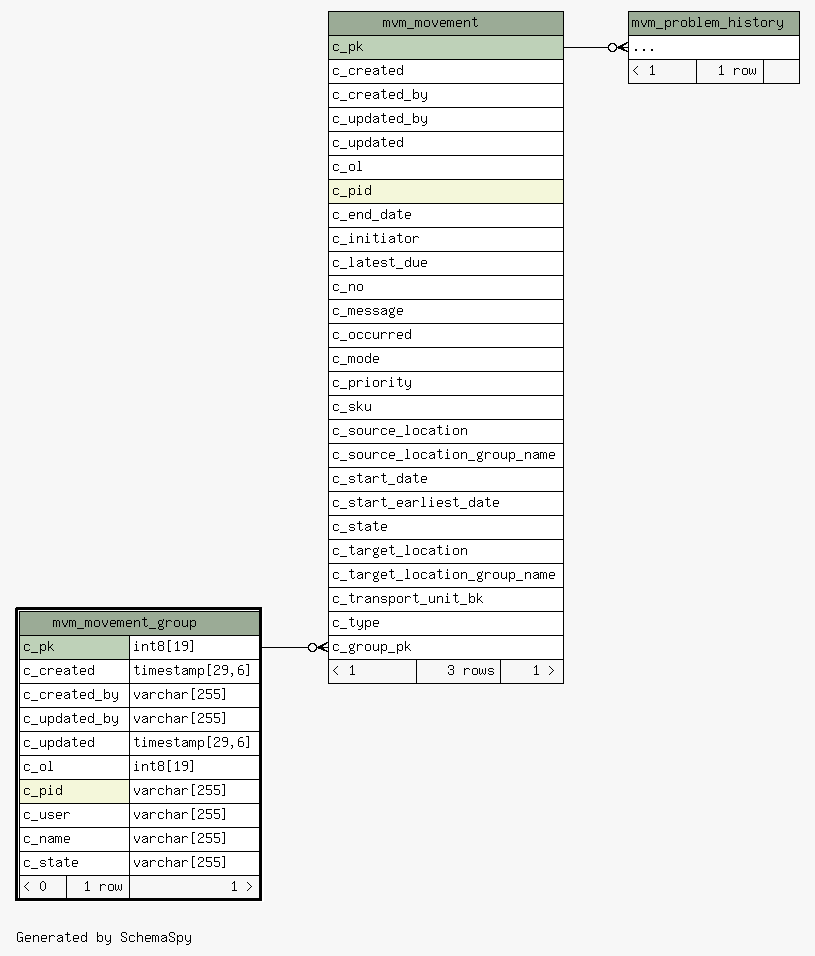 mvm_movement
c_pk
c_created
c_created_by
c_updated_by
c_updated
c_ol
c_pid
c_end_date
c_initiator
c_latest_due
c_no
c_message
c_occurred
c_mode
c_priority
c_sku
c_source_location
c_source_location_group_name
c_start_date
c_start_earliest_date
c_state
c_target_location
c_target_location_group_name
c_transport_unit_bk
c_type
c_group_pk
< 1 3 rows 1 >
mvm_problem_history
...
< 1 1 row
mvm_movement_group
c_pk int8[19]
c_created timestamp[29,6]
c_created_by varchar[255]
c_updated_by varchar[255]
c_updated timestamp[29,6]
c_ol int8[19]
c_pid varchar[255]
c_user varchar[255]
c_name varchar[255]
c_state varchar[255]
< 0 1 row 1 >
Generated by SchemaSpy